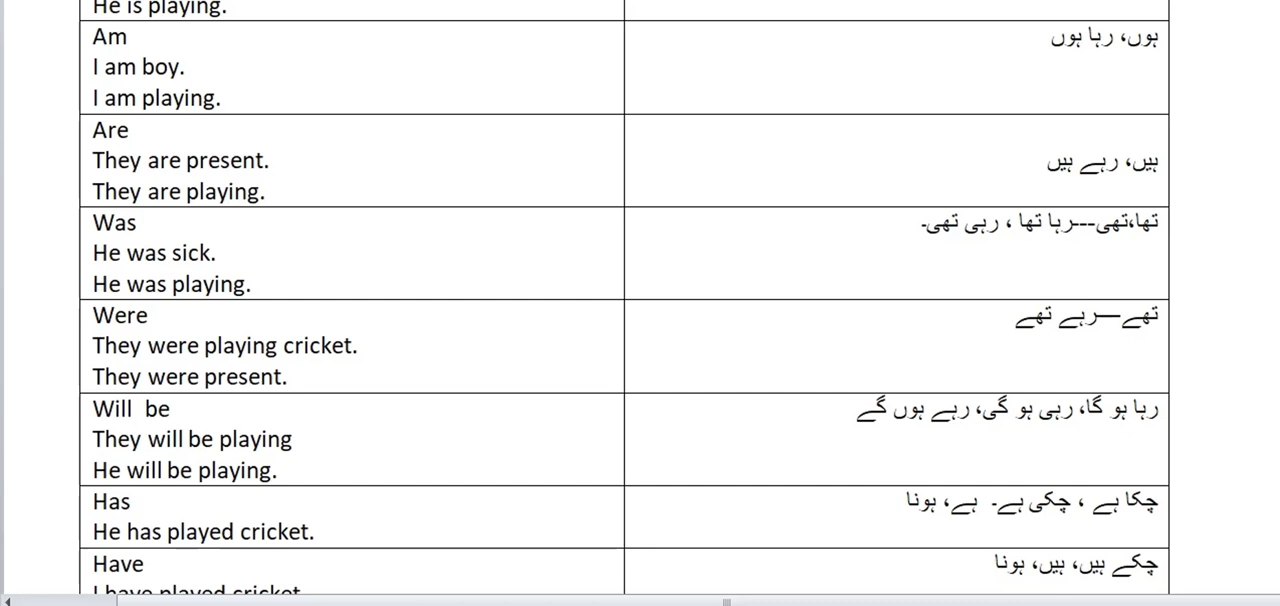 He is playing.
Am
ہوں، رہا ہوں
I am boy.
I am playing.
Are
They are present.
ہیں، رہے ہیں
They are playing.
Was
تھا،تھی---رہا تھا ، رہی تھی۔
He was sick.
He was playing.
Were
تھے—رہے تھے
They were playing cricket.
They were present.
Will  be
رہا ہو گا، رہی ہو گی، رہے ہوں گے
They will be playing
He will be playing.
Has
چکا ہے ، چکی ہے۔ ہے، ہونا
He has played cricket.
Have
چکے ہیں، ہیں، ہونا
I have played cricket